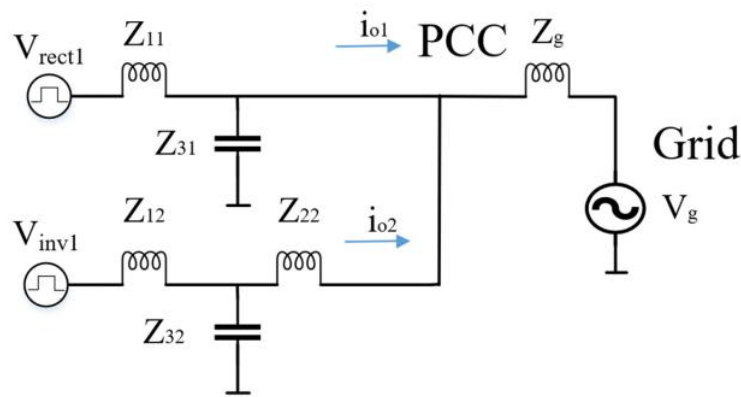 Z11
io1
PCC
Zg
Vrect1
Z31
Grid
Z12
Z22
Vg
Vinv1
io2
Z32